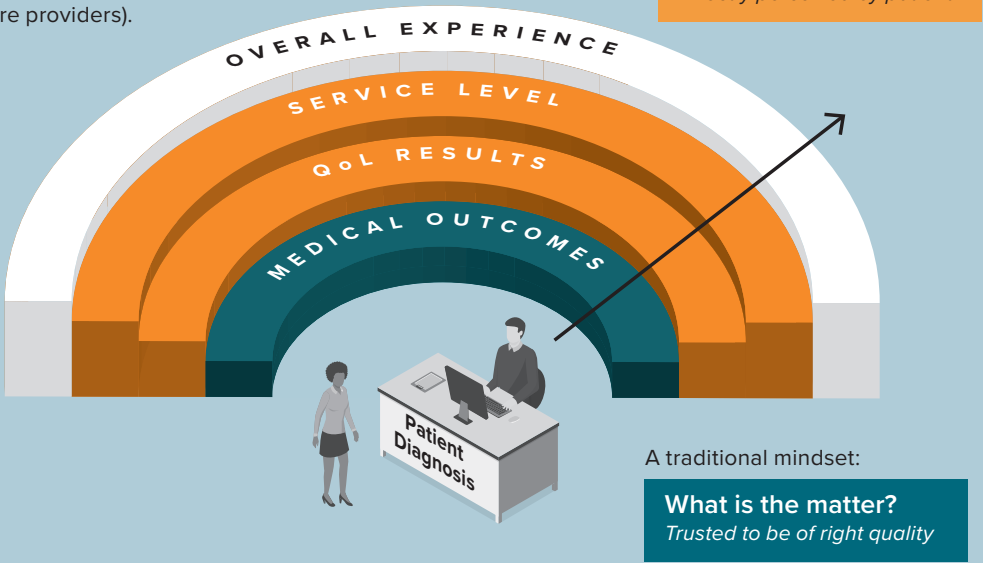 re providers).
OVERALL EXPERIENCE
SERVICE LEVEL
QoL RESULTS
MEDICAL OUTCOMES
Patient
Diagnosis
A traditional mindset:
What is the matter?
Trusted to be of right quality